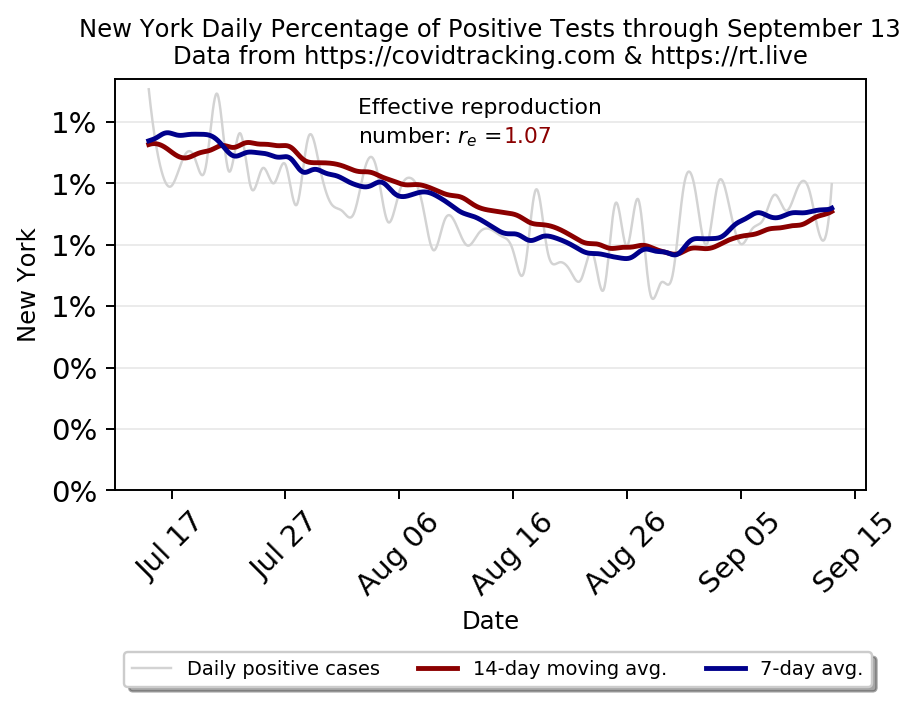 New York Daily Percentage of Positive Tests through September 13
Data from https://covidtracking.com & https://rt.live
Effective reproduction
number: rₑ =1.07
1%
1%
1%
1%
0%
0%
0%
New York
Jul 17
Jul 27
Aug 06
Aug 16
Aug 26
Sep 05
Sep 15
Date
Daily positive cases
14-day moving avg.
7-day avg.